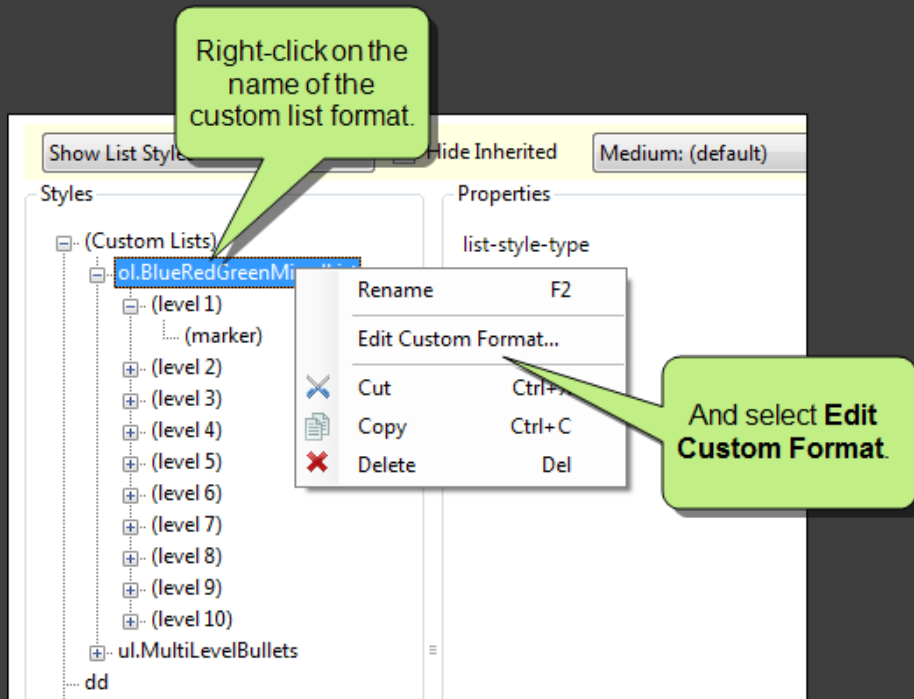 Right-click on the
name of the
custom list format.
Show List Style
Hide Inherited
Medium: (default)
Styles
Properties
(Custom Lists)
list-style-type
ol.BlueRedGreenMixedList
Rename F2
(level 1)
(marker)
Edit Custom Format...
(level 2)
Cut Ctrl+X
(level 3)
And select Edit
Custom Format.
(level 4)
Copy Ctrl+C
(level 5)
Delete Del
(level 6)
(level 7)
(level 8)
(level 9)
(level 10)
ul.MultiLevelBullets
dd